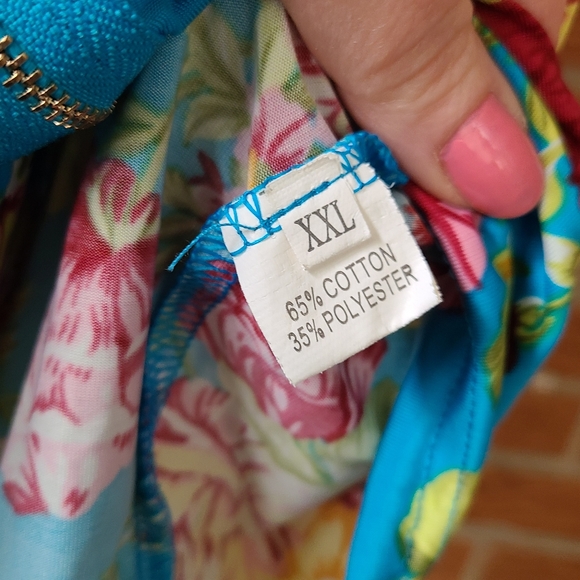 XXL
65% COTTON
35% POLYESTER